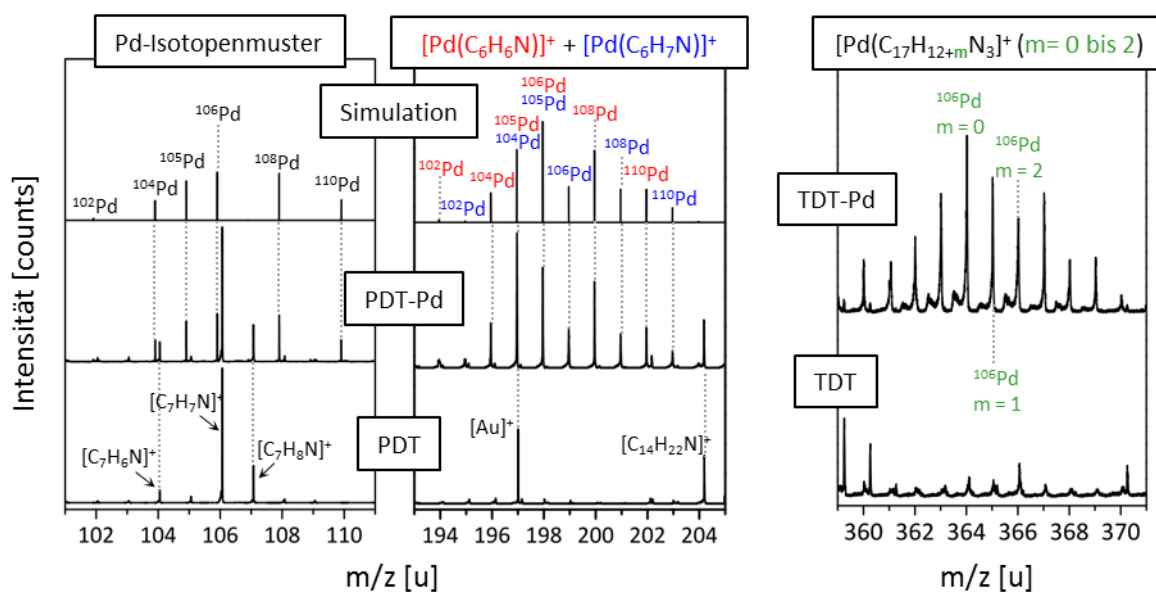 Pd-Isotopenmuster
[Pd(C₆H₆N)]⁺ + [Pd(C₆H₇N)]⁺
[Pd(C₁₇H₁₂₊ₘN₃]⁺ (m= 0 bis 2)
Simulation
¹⁰²Pd
¹⁰⁴Pd
¹⁰⁵Pd
¹⁰⁶Pd
¹⁰⁸Pd
¹¹⁰Pd
¹⁰²Pd
¹⁰²Pd
¹⁰⁴Pd
¹⁰⁵Pd
¹⁰⁴Pd
¹⁰⁶Pd
¹⁰⁵Pd
¹⁰⁶Pd
¹⁰⁸Pd
¹⁰⁸Pd
¹¹⁰Pd
¹¹⁰Pd
¹⁰⁶Pd
m = 0
¹⁰⁶Pd
m = 2
TDT-Pd
PDT-Pd
¹⁰⁶Pd
m = 1
TDT
PDT
[C₇H₆N]⁺
[C₇H₇N]⁺
[C₇H₈N]⁺
[Au]⁺
[C₁₄H₂₂N]⁺
Intensität [counts]
102 104 106 108 110
194 196 198 200 202 204
360 362 364 366 368 370
m/z [u]
m/z [u]
m/z [u]